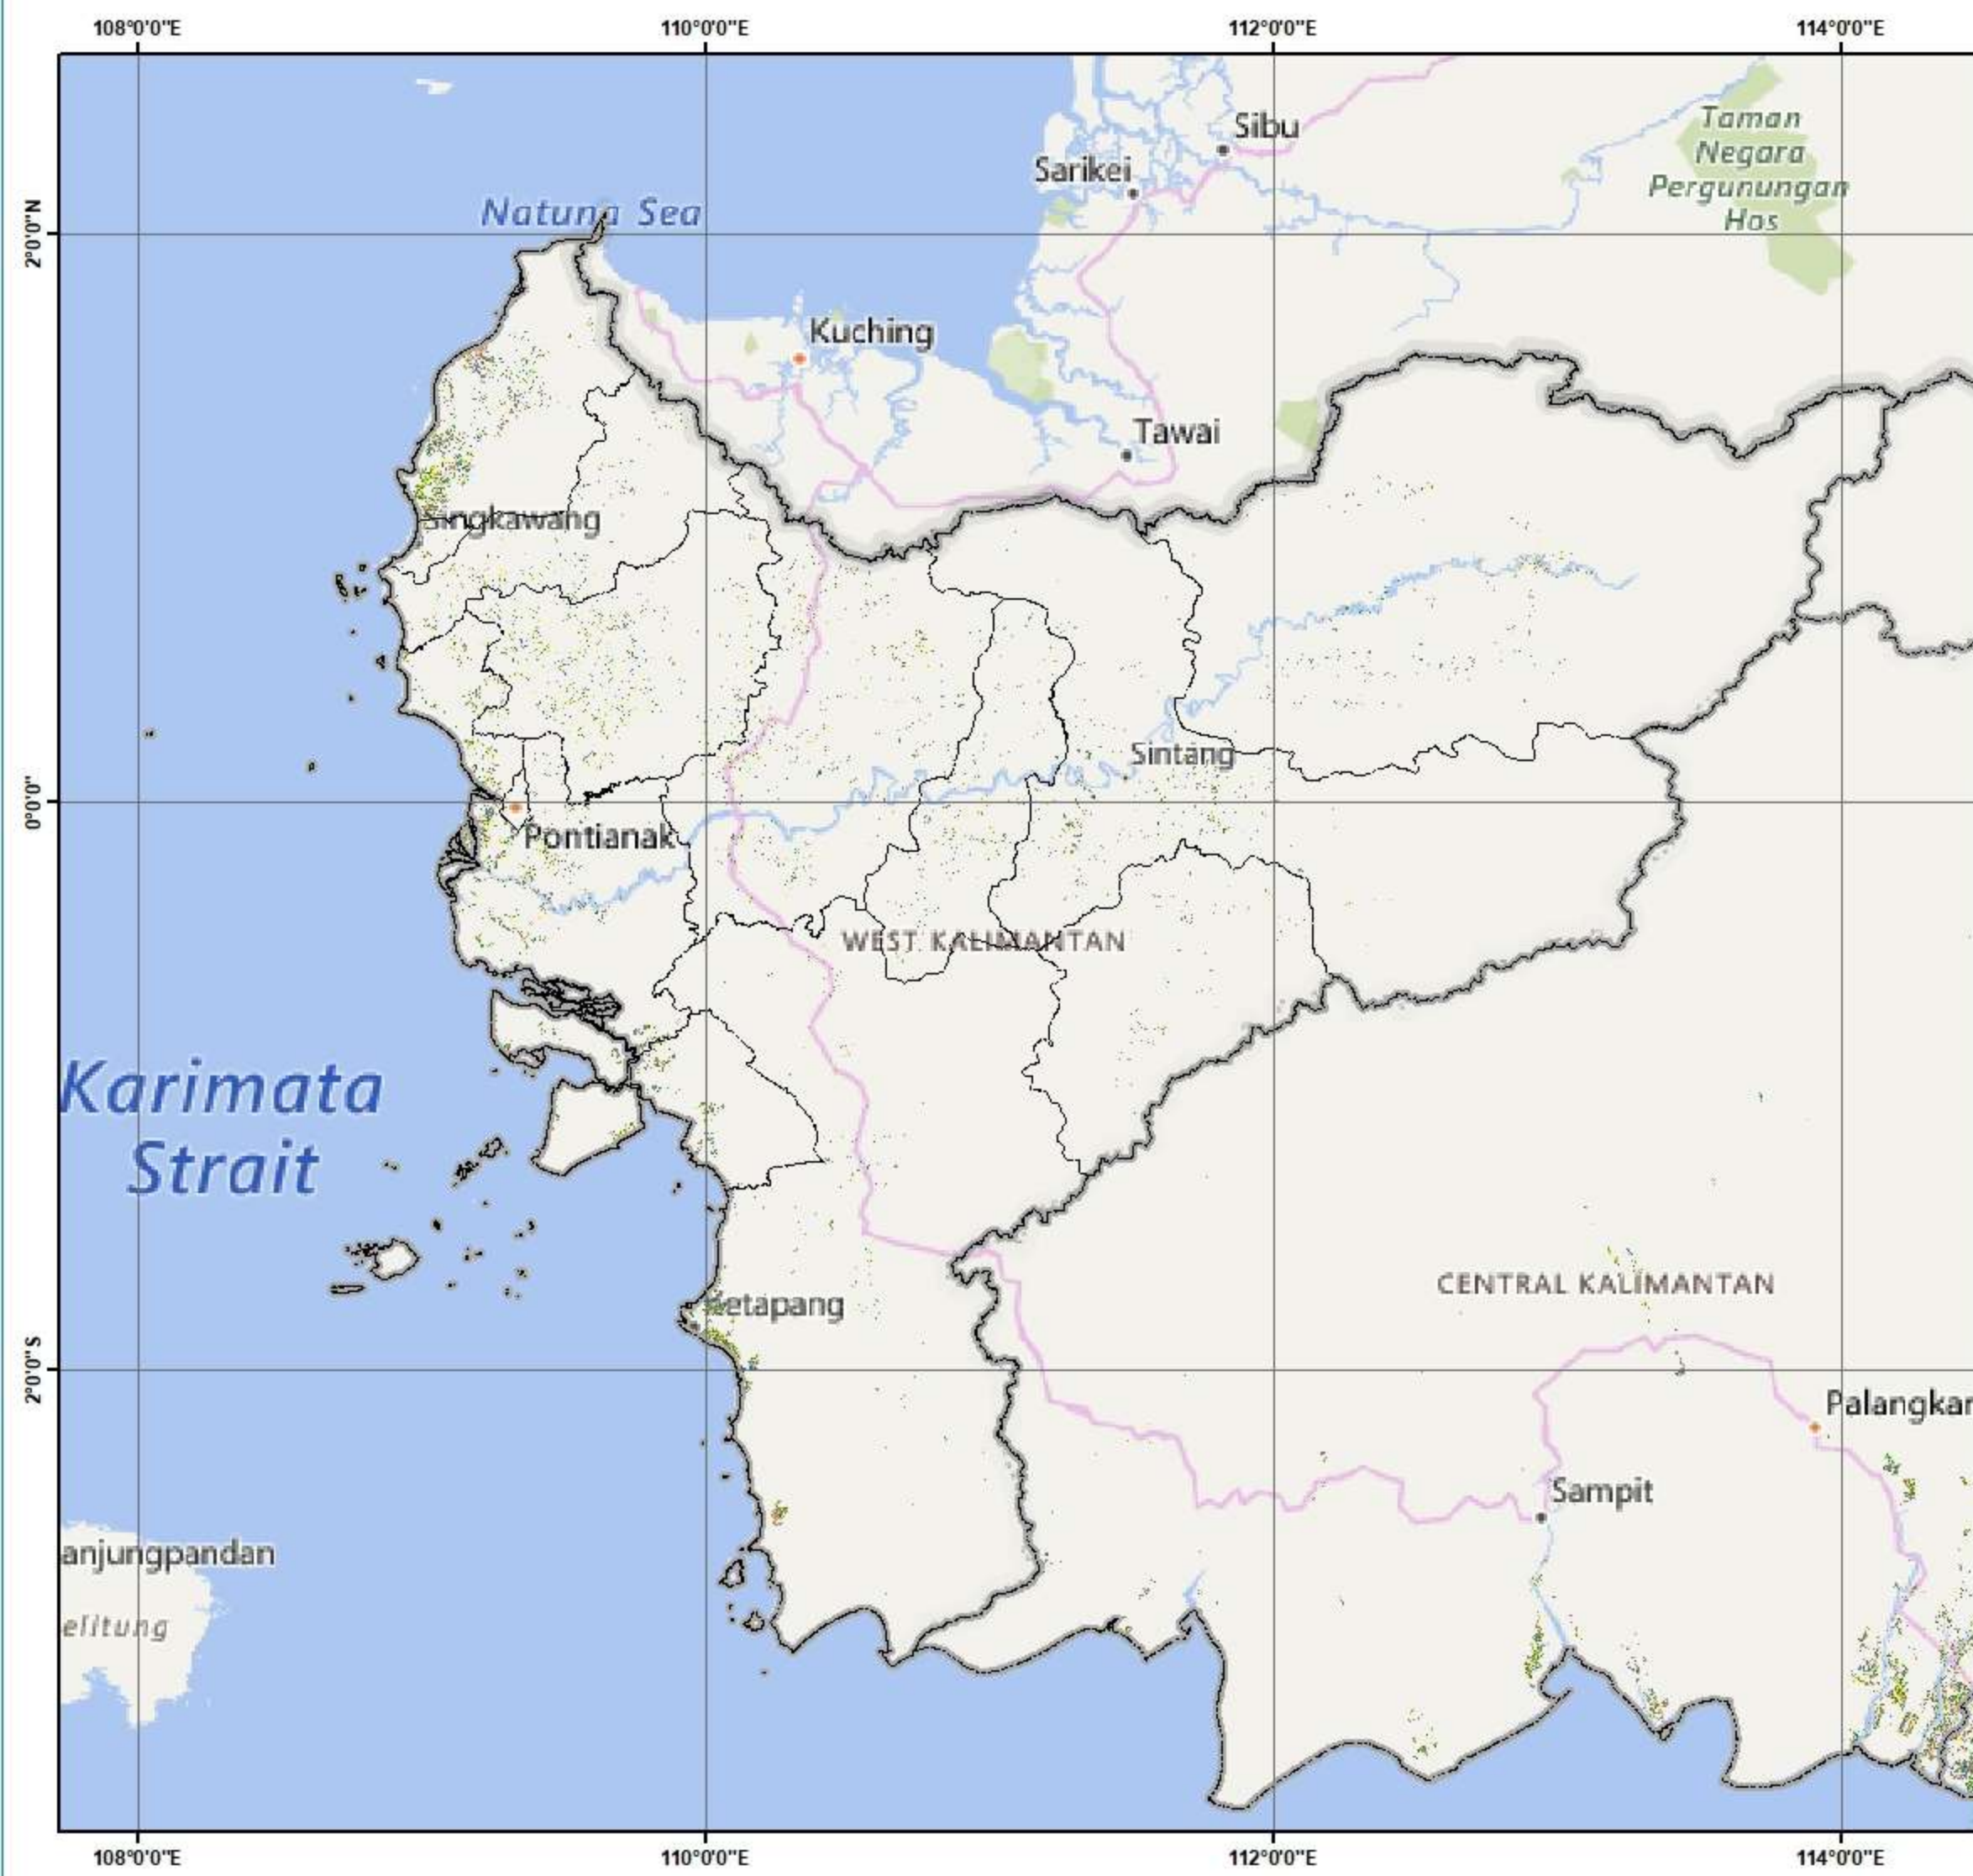 108°0'0"E
110°0'0"E
112°0'0"E
114°0'0"E
Sibu
Taman
Negara
Pergunungan
Hos
Sarikei
2°0'0"N
Natuna Sea
Kuching
Tawai
Singkawang
Sintang
0°0'0"
Pontianak
WEST KALIMANTAN
Karimata
Strait
CENTRAL KALIMANTAN
Ketapang
2°0'0"S
Palangkar
Sampit
anjungpandan
elitung
108°0'0"E
110°0'0"E
112°0'0"E
114°0'0"E